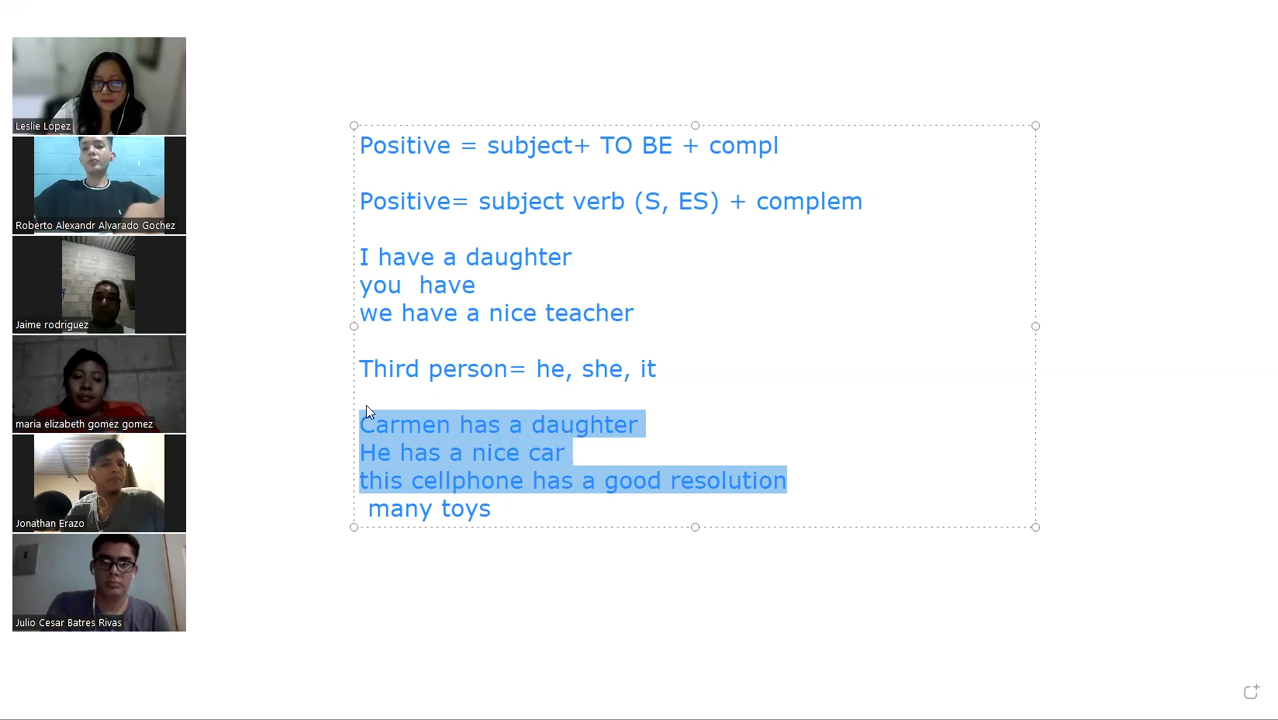 Leslie Lopez
Roberto Alexandr Alvarado Gochez
Jaime rodriguez
maria elizabeth gomez gomez
Jonathan Erazo
Julio Cesar Batres Rivas
Positive = subject+ TO BE + compl
Positive= subject verb (S, ES) + complem
I have a daughter
you  have
we have a nice teacher
Third person= he, she, it
Carmen has a daughter
He has a nice car
this cellphone has a good resolution
many toys